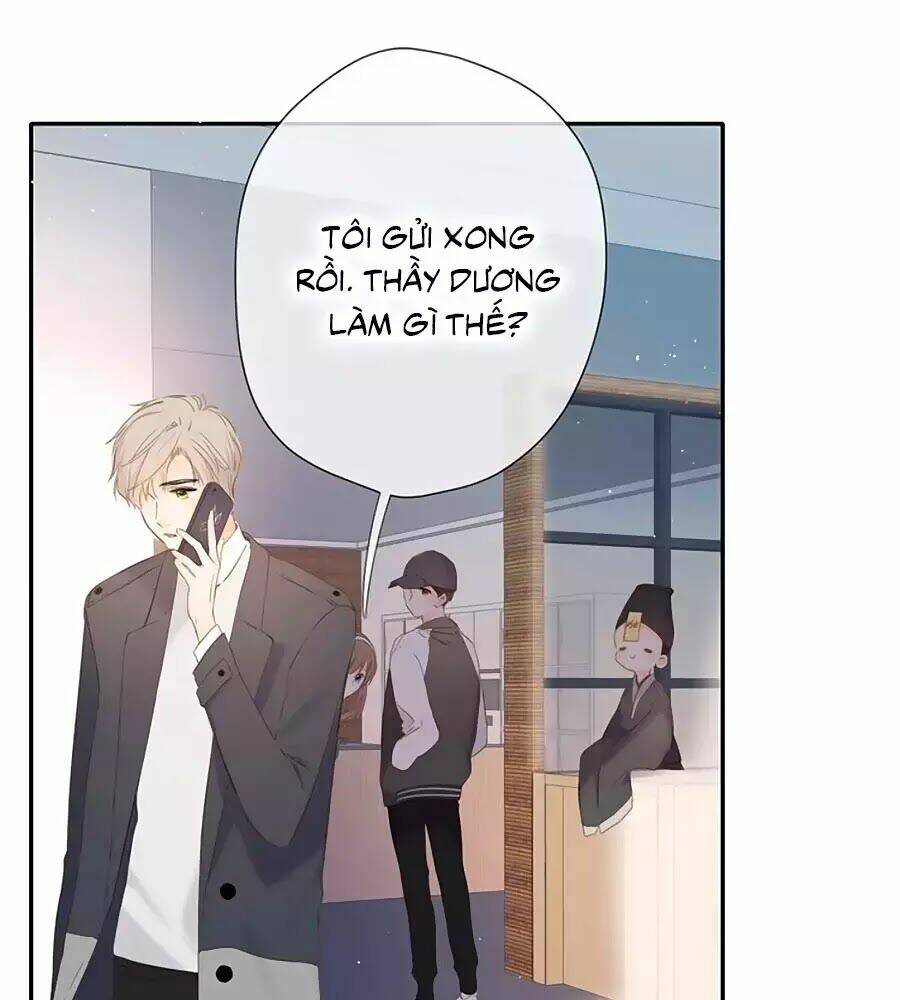 TÔI GỬI XONG
RỒI. THẦY DƯƠNG
LÀM GÌ THẾ?